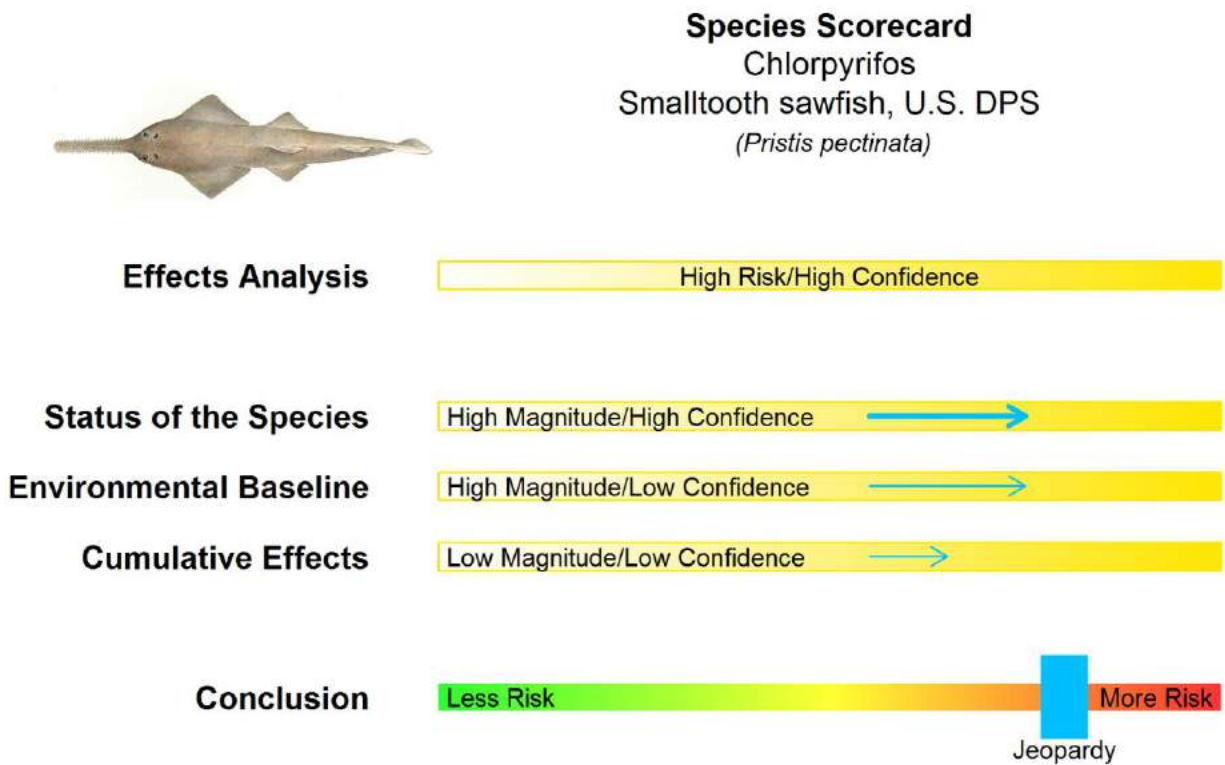 Species Scorecard
Chlorpyrifos
Smalltooth sawfish, U.S. DPS
(Pristis pectinata)
Effects Analysis
High Risk/High Confidence
Status of the Species
High Magnitude/High Confidence
Environmental Baseline
High Magnitude/Low Confidence
Cumulative Effects
Low Magnitude/Low Confidence
Conclusion
Less Risk
More Risk
Jeopardy